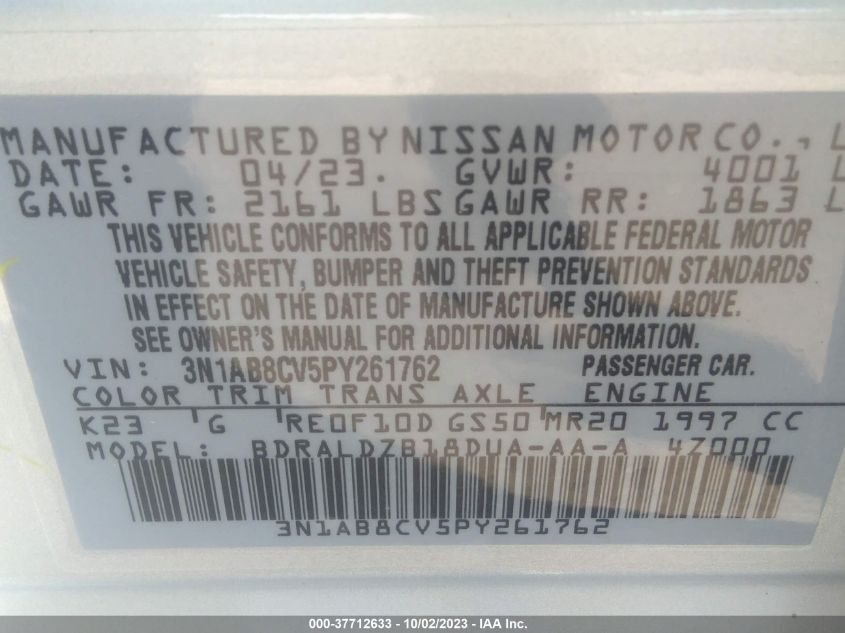 MANUFACTURED BY NISSAN MOTOR CO., L
DATE: 04/23. GVWR: 4001 L
GAWR FR: 2161 LBS GAWR RR: 1863 L
THIS VEHICLE CONFORMS TO ALL APPLICABLE FEDERAL MOTOR
VEHICLE SAFETY, BUMPER AND THEFT PREVENTION STANDARDS
IN EFFECT ON THE DATE OF MANUFACTURE SHOWN ABOVE.
SEE OWNER'S MANUAL FOR ADDITIONAL INFORMATION.
VIN: 3N1AB8CV5PY261762 PASSENGER CAR.
COLOR TRIM TRANS AXLE ENGINE
K23 G RE0F10D GS50 MR20 1997 CC
MODEL: BDRALDZB18DUA-AA-A 4Z000
3N1AB8CV5PY261762
000-37712633 - 10/02/2023 - IAA Inc.